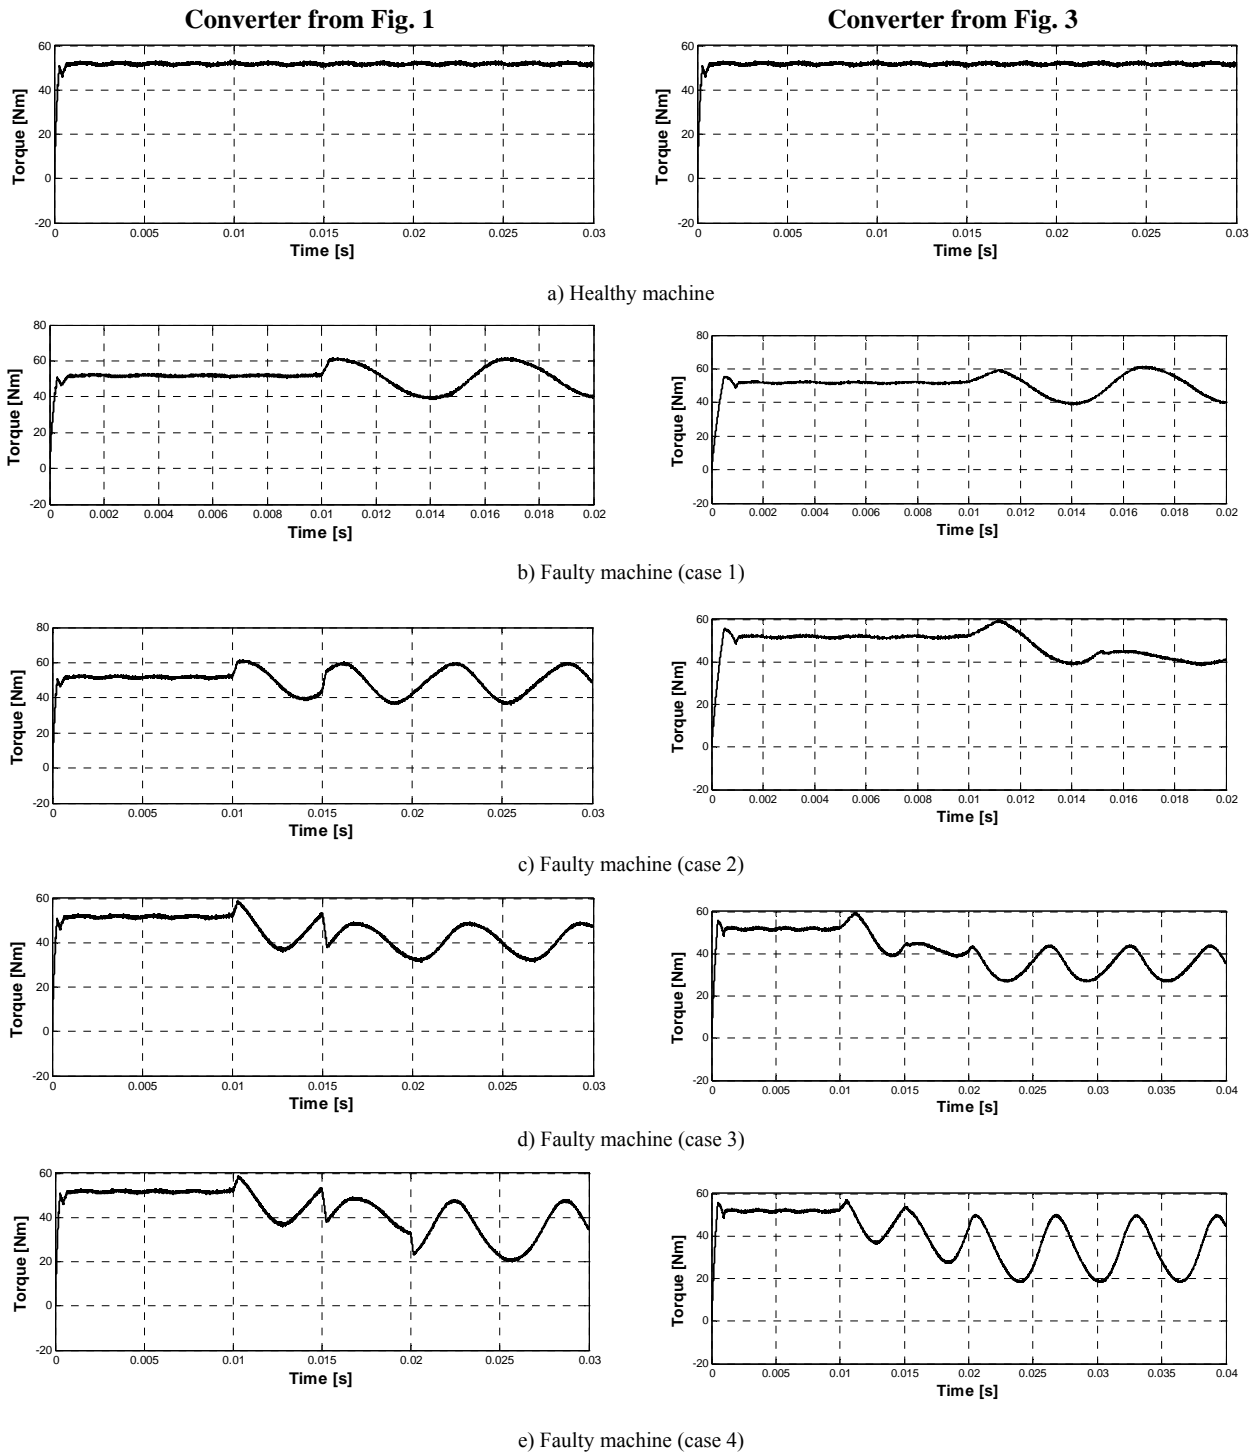 Converter from Fig. 1
Converter from Fig. 3
Torque [Nm]
60
40
20
0
-20
0 0.005 0.01 0.015 0.02 0.025 0.03
Time [s]
Torque [Nm]
60
40
20
0
-20
0 0.005 0.01 0.015 0.02 0.025 0.03
Time [s]
a) Healthy machine
Torque [Nm]
80
60
40
20
0
-20
0 0.002 0.004 0.006 0.008 0.01 0.012 0.014 0.016 0.018 0.02
Time [s]
Torque [Nm]
80
60
40
20
0
-20
0 0.002 0.004 0.006 0.008 0.01 0.012 0.014 0.016 0.018 0.02
Time [s]
b) Faulty machine (case 1)
Torque [Nm]
80
60
40
20
0
-20
0 0.005 0.01 0.015 0.02 0.025 0.03
Time [s]
Torque [Nm]
60
40
20
0
-20
0 0.002 0.004 0.006 0.008 0.01 0.012 0.014 0.016 0.018 0.02
Time [s]
c) Faulty machine (case 2)
Torque [Nm]
60
40
20
0
-20
0 0.005 0.01 0.015 0.02 0.025 0.03
Time [s]
Torque [Nm]
60
40
20
0
-20
0 0.005 0.01 0.015 0.02 0.025 0.03 0.035 0.04
Time [s]
d) Faulty machine (case 3)
Torque [Nm]
60
40
20
0
-20
0 0.005 0.01 0.015 0.02 0.025 0.03
Time [s]
Torque [Nm]
60
40
20
0
-20
0 0.005 0.01 0.015 0.02 0.025 0.03 0.035 0.04
Time [s]
e) Faulty machine (case 4)